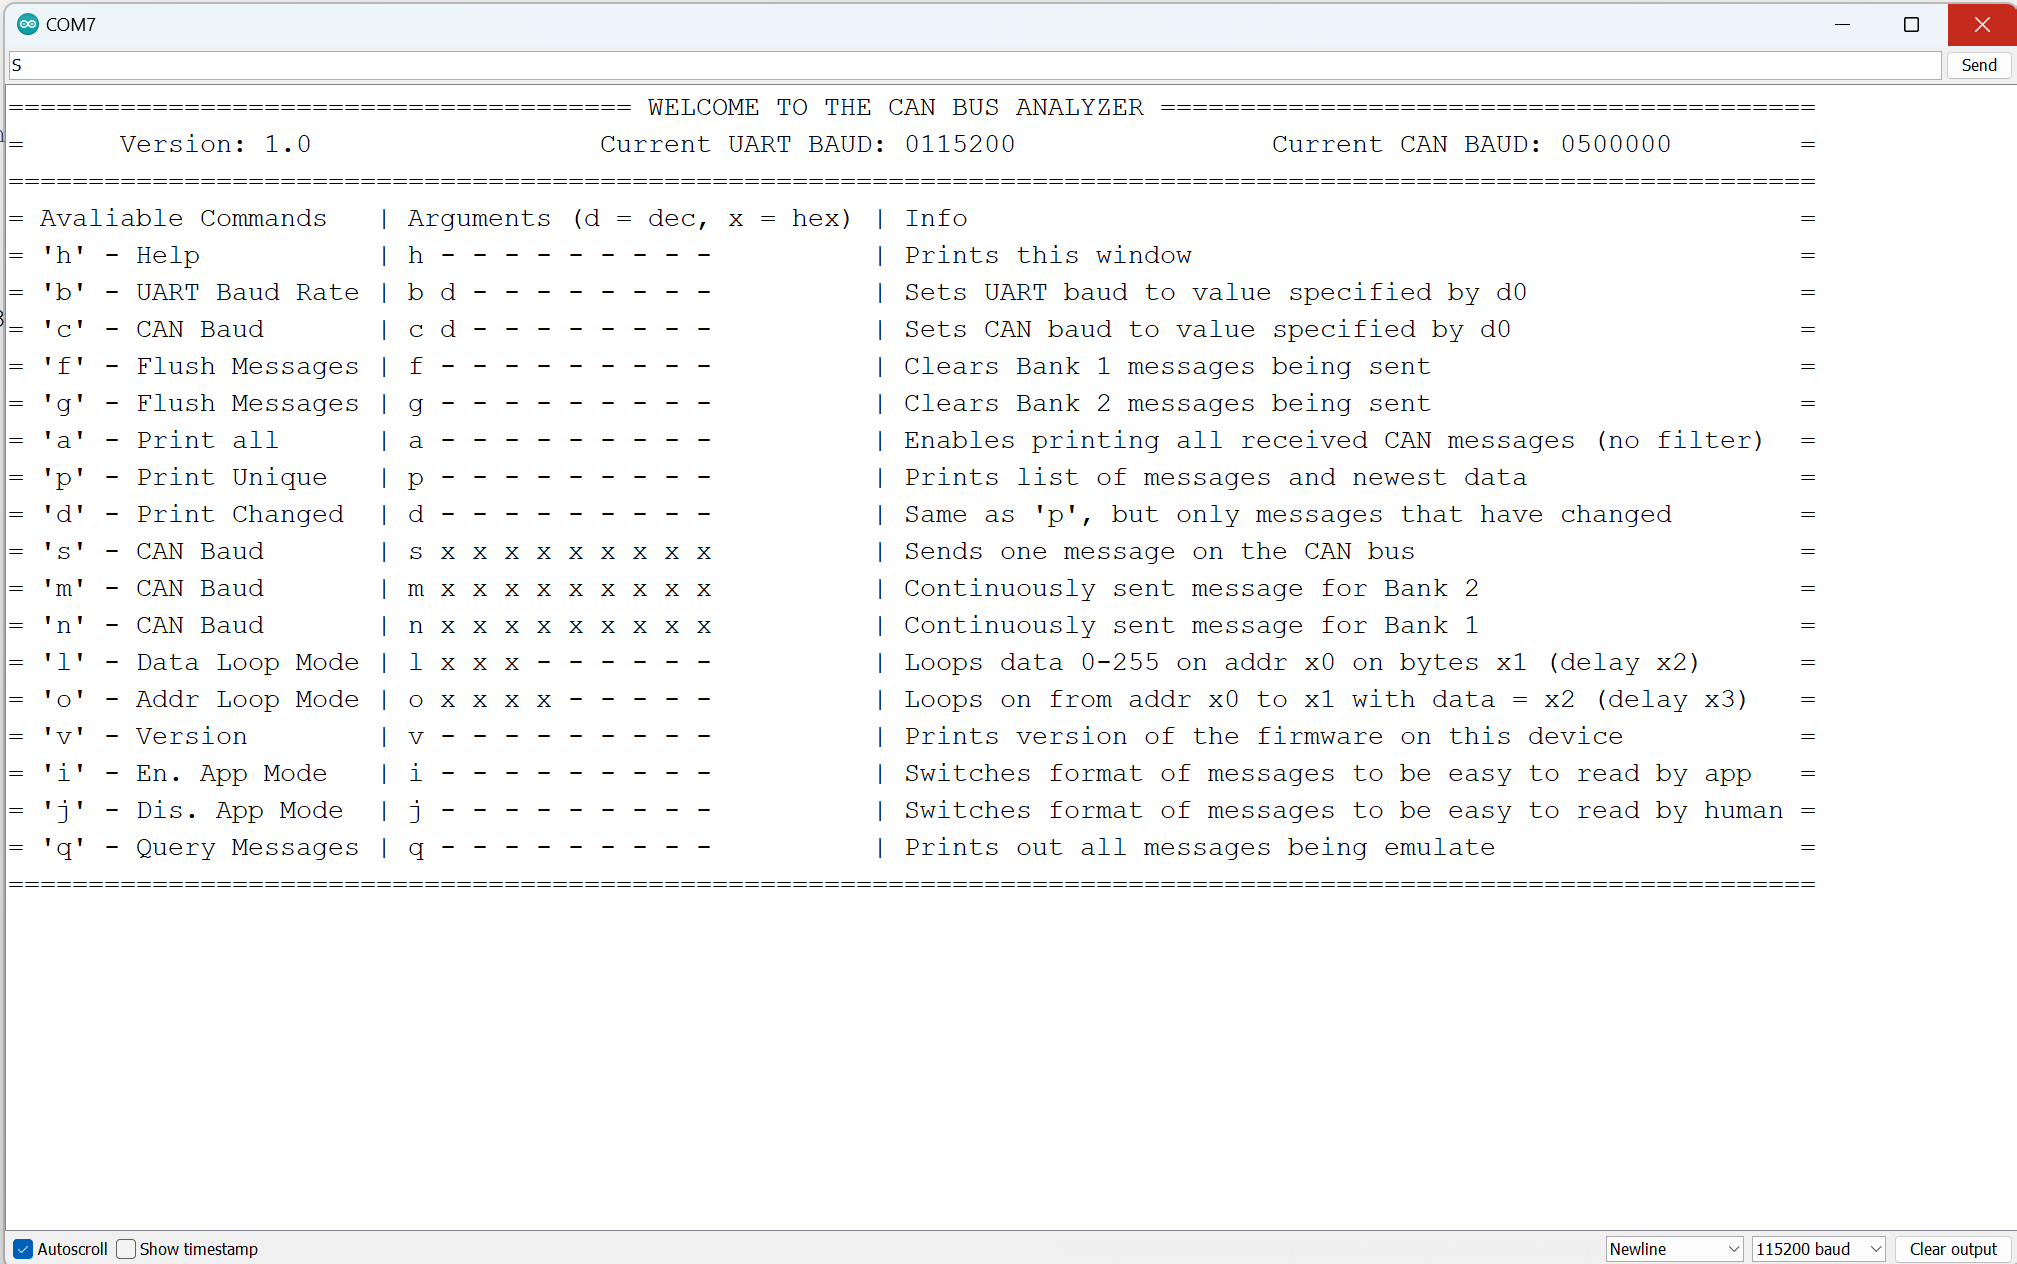 COM7
S
Send
======================================= WELCOME TO THE CAN BUS ANALYZER =========================================
=      Version: 1.0                  Current UART BAUD: 0115200                Current CAN BAUD: 0500000        =
=================================================================================================================
= Avaliable Commands   | Arguments (d = dec, x = hex) | Info                                                    =
= 'h' - Help           | h - - - - - - - - -          | Prints this window                                      =
= 'b' - UART Baud Rate | b d - - - - - - - -          | Sets UART baud to value specified by d0                 =
= 'c' - CAN Baud       | c d - - - - - - - -          | Sets CAN baud to value specified by d0                  =
= 'f' - Flush Messages | f - - - - - - - - -          | Clears Bank 1 messages being sent                       =
= 'g' - Flush Messages | g - - - - - - - - -          | Clears Bank 2 messages being sent                       =
= 'a' - Print all      | a - - - - - - - - -          | Enables printing all received CAN messages (no filter)  =
= 'p' - Print Unique   | p - - - - - - - - -          | Prints list of messages and newest data                 =
= 'd' - Print Changed  | d - - - - - - - - -          | Same as 'p', but only messages that have changed        =
= 's' - CAN Baud       | s x x x x x x x x x          | Sends one message on the CAN bus                        =
= 'm' - CAN Baud       | m x x x x x x x x x          | Continuously sent message for Bank 2                    =
= 'n' - CAN Baud       | n x x x x x x x x x          | Continuously sent message for Bank 1                    =
= 'l' - Data Loop Mode | l x x x - - - - - -          | Loops data 0-255 on addr x0 on bytes x1 (delay x2)      =
= 'o' - Addr Loop Mode | o x x x x - - - - -          | Loops on from addr x0 to x1 with data = x2 (delay x3)   =
= 'v' - Version        | v - - - - - - - - -          | Prints version of the firmware on this device           =
= 'i' - En. App Mode   | i - - - - - - - - -          | Switches format of messages to be easy to read by app   =
= 'j' - Dis. App Mode  | j - - - - - - - - -          | Switches format of messages to be easy to read by human =
= 'q' - Query Messages | q - - - - - - - - -          | Prints out all messages being emulate                   =
=================================================================================================================
Autoscroll Show timestamp Newline 115200 baud Clear output